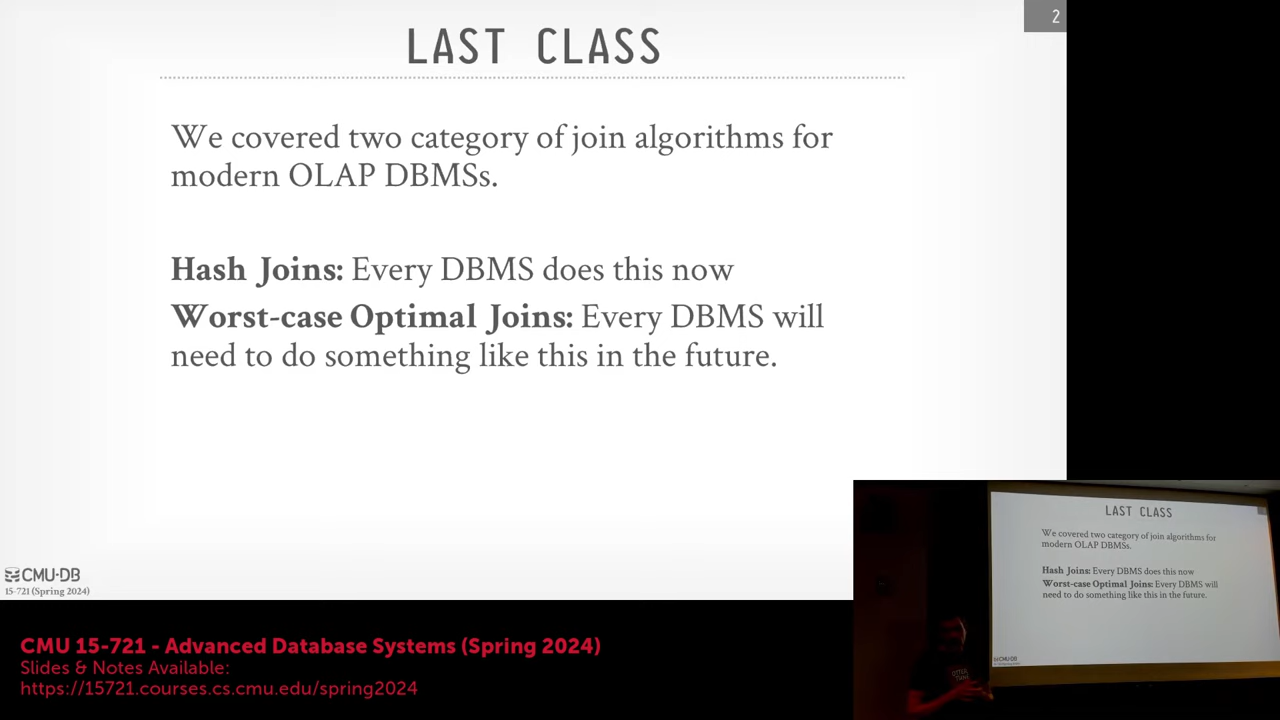 2
LAST CLASS
We covered two category of join algorithms for
modern OLAP DBMSs.
Hash Joins: Every DBMS does this now
Worst-case Optimal Joins: Every DBMS will
need to do something like this in the future.
CMU·DB
15-721 (Spring 2024)
LAST CLASS
We covered two category of join algorithms for
modern OLAP DBMSs.
Hash Joins: Every DBMS does this now
Worst-case Optimal Joins: Every DBMS will
need to do something like this in the future.
CMU·DB
CMU 15-721 - Advanced Database Systems (Spring 2024)
Slides & Notes Available:
https://15721.courses.cs.cmu.edu/spring2024